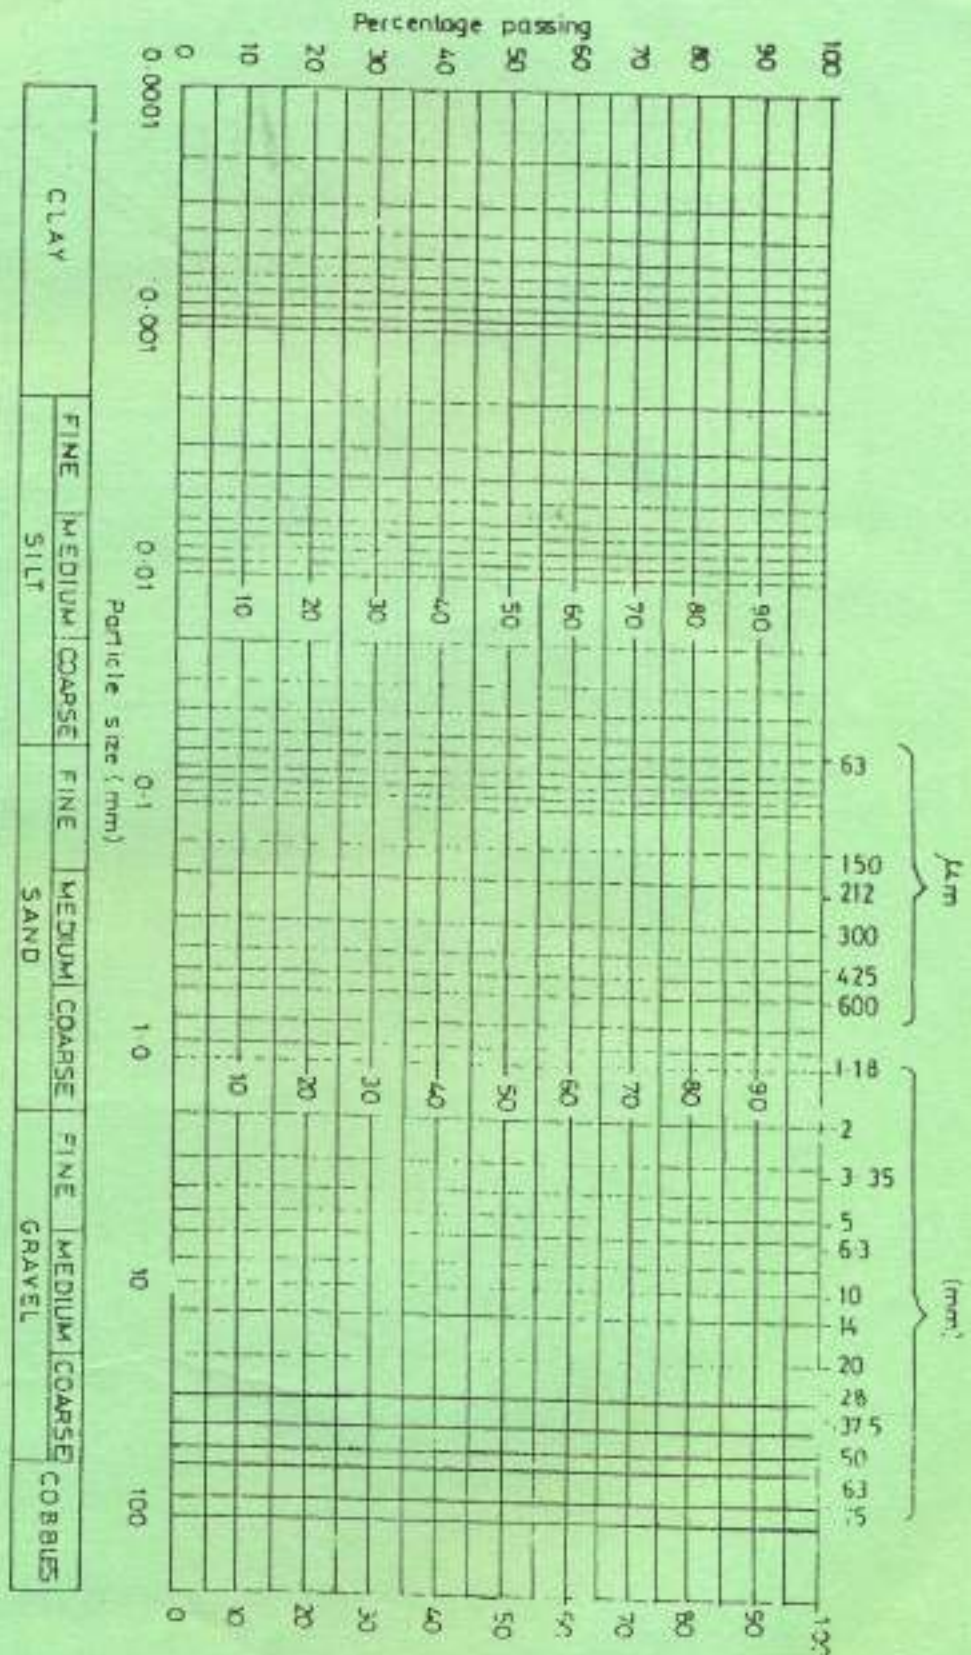 μm
(mm)
63 150 212 300 425 600 1·18 2 3 35 5 6·3 10 14 20 28 37 5 50 63 75
Percentage passing
100 100
90 90 90 90
80 80 80 80
70 70 70 70
60 60 60 60
50 50 50 50
40 40 40 40
30 30 30 30
20 20 20 20
10 10 10 10
0 0
0·0001 0·001 0·01 0·1 1·0 10 100
Particle size (mm)
CLAY FINE MEDIUM COARSE FINE MEDIUM COARSE FINE MEDIUM COARSE COBBLES
SILT SAND GRAVEL